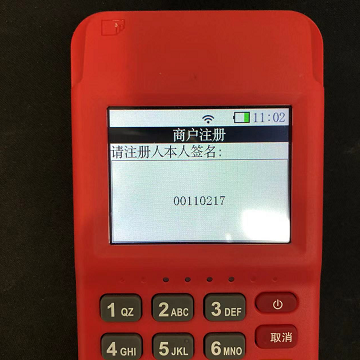 11:02
商户注册
请注册人本人签名:
00110217
1 QZ 2 ABC 3 DEF
取消
4 GHI 5 JKL 6 MNO